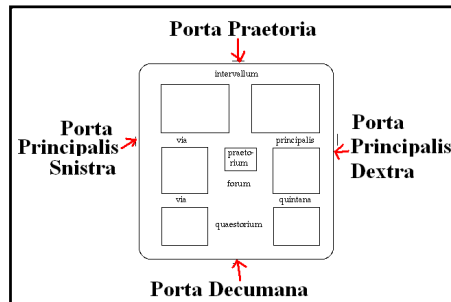 Porta Praetoria
intervallum
Porta
Principalis
Snistra
via
principalis
Porta
Principalis
Dextra
praeto-
rium
forum
via
quintana
quaestorium
Porta Decumana